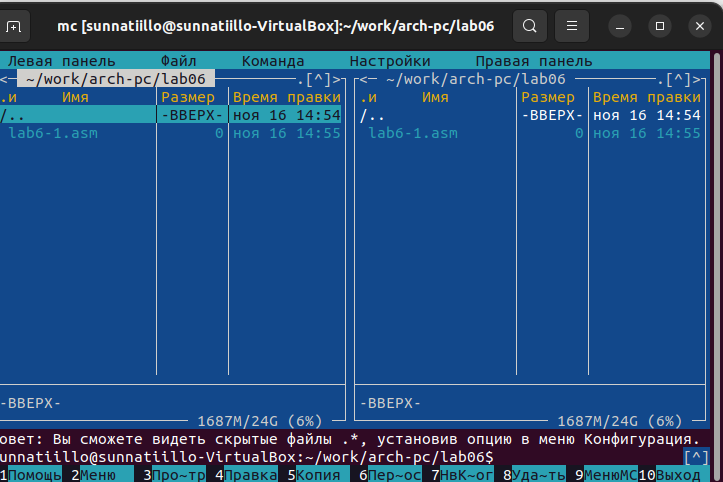 mc [sunnatiillo@sunnatiillo-VirtualBox]:~/work/arch-pc/lab06
Левая панель Файл Команда Настройки Правая панель
<─ ~/work/arch-pc/lab06 ─.[^]> <─ ~/work/arch-pc/lab06 ─.[^]>
.и Имя Размер Время правки .и Имя Размер Время правки
/.. -ВВЕРХ- ноя 16 14:54 /.. -ВВЕРХ- ноя 16 14:54
lab6-1.asm 0 ноя 16 14:55 lab6-1.asm 0 ноя 16 14:55
-ВВЕРХ- -ВВЕРХ-
1687M/24G (6%) 1687M/24G (6%)
овет: Вы сможете видеть скрытые файлы .*, установив опцию в меню Конфигурация.
unnatiillo@sunnatiillo-VirtualBox:~/work/arch-pc/lab06$ [^]
1Помощь 2Меню 3Про~тр 4Правка 5Копия 6Пер~ос 7НвК~ог 8Уда~ть 9МенюМС 10Выход